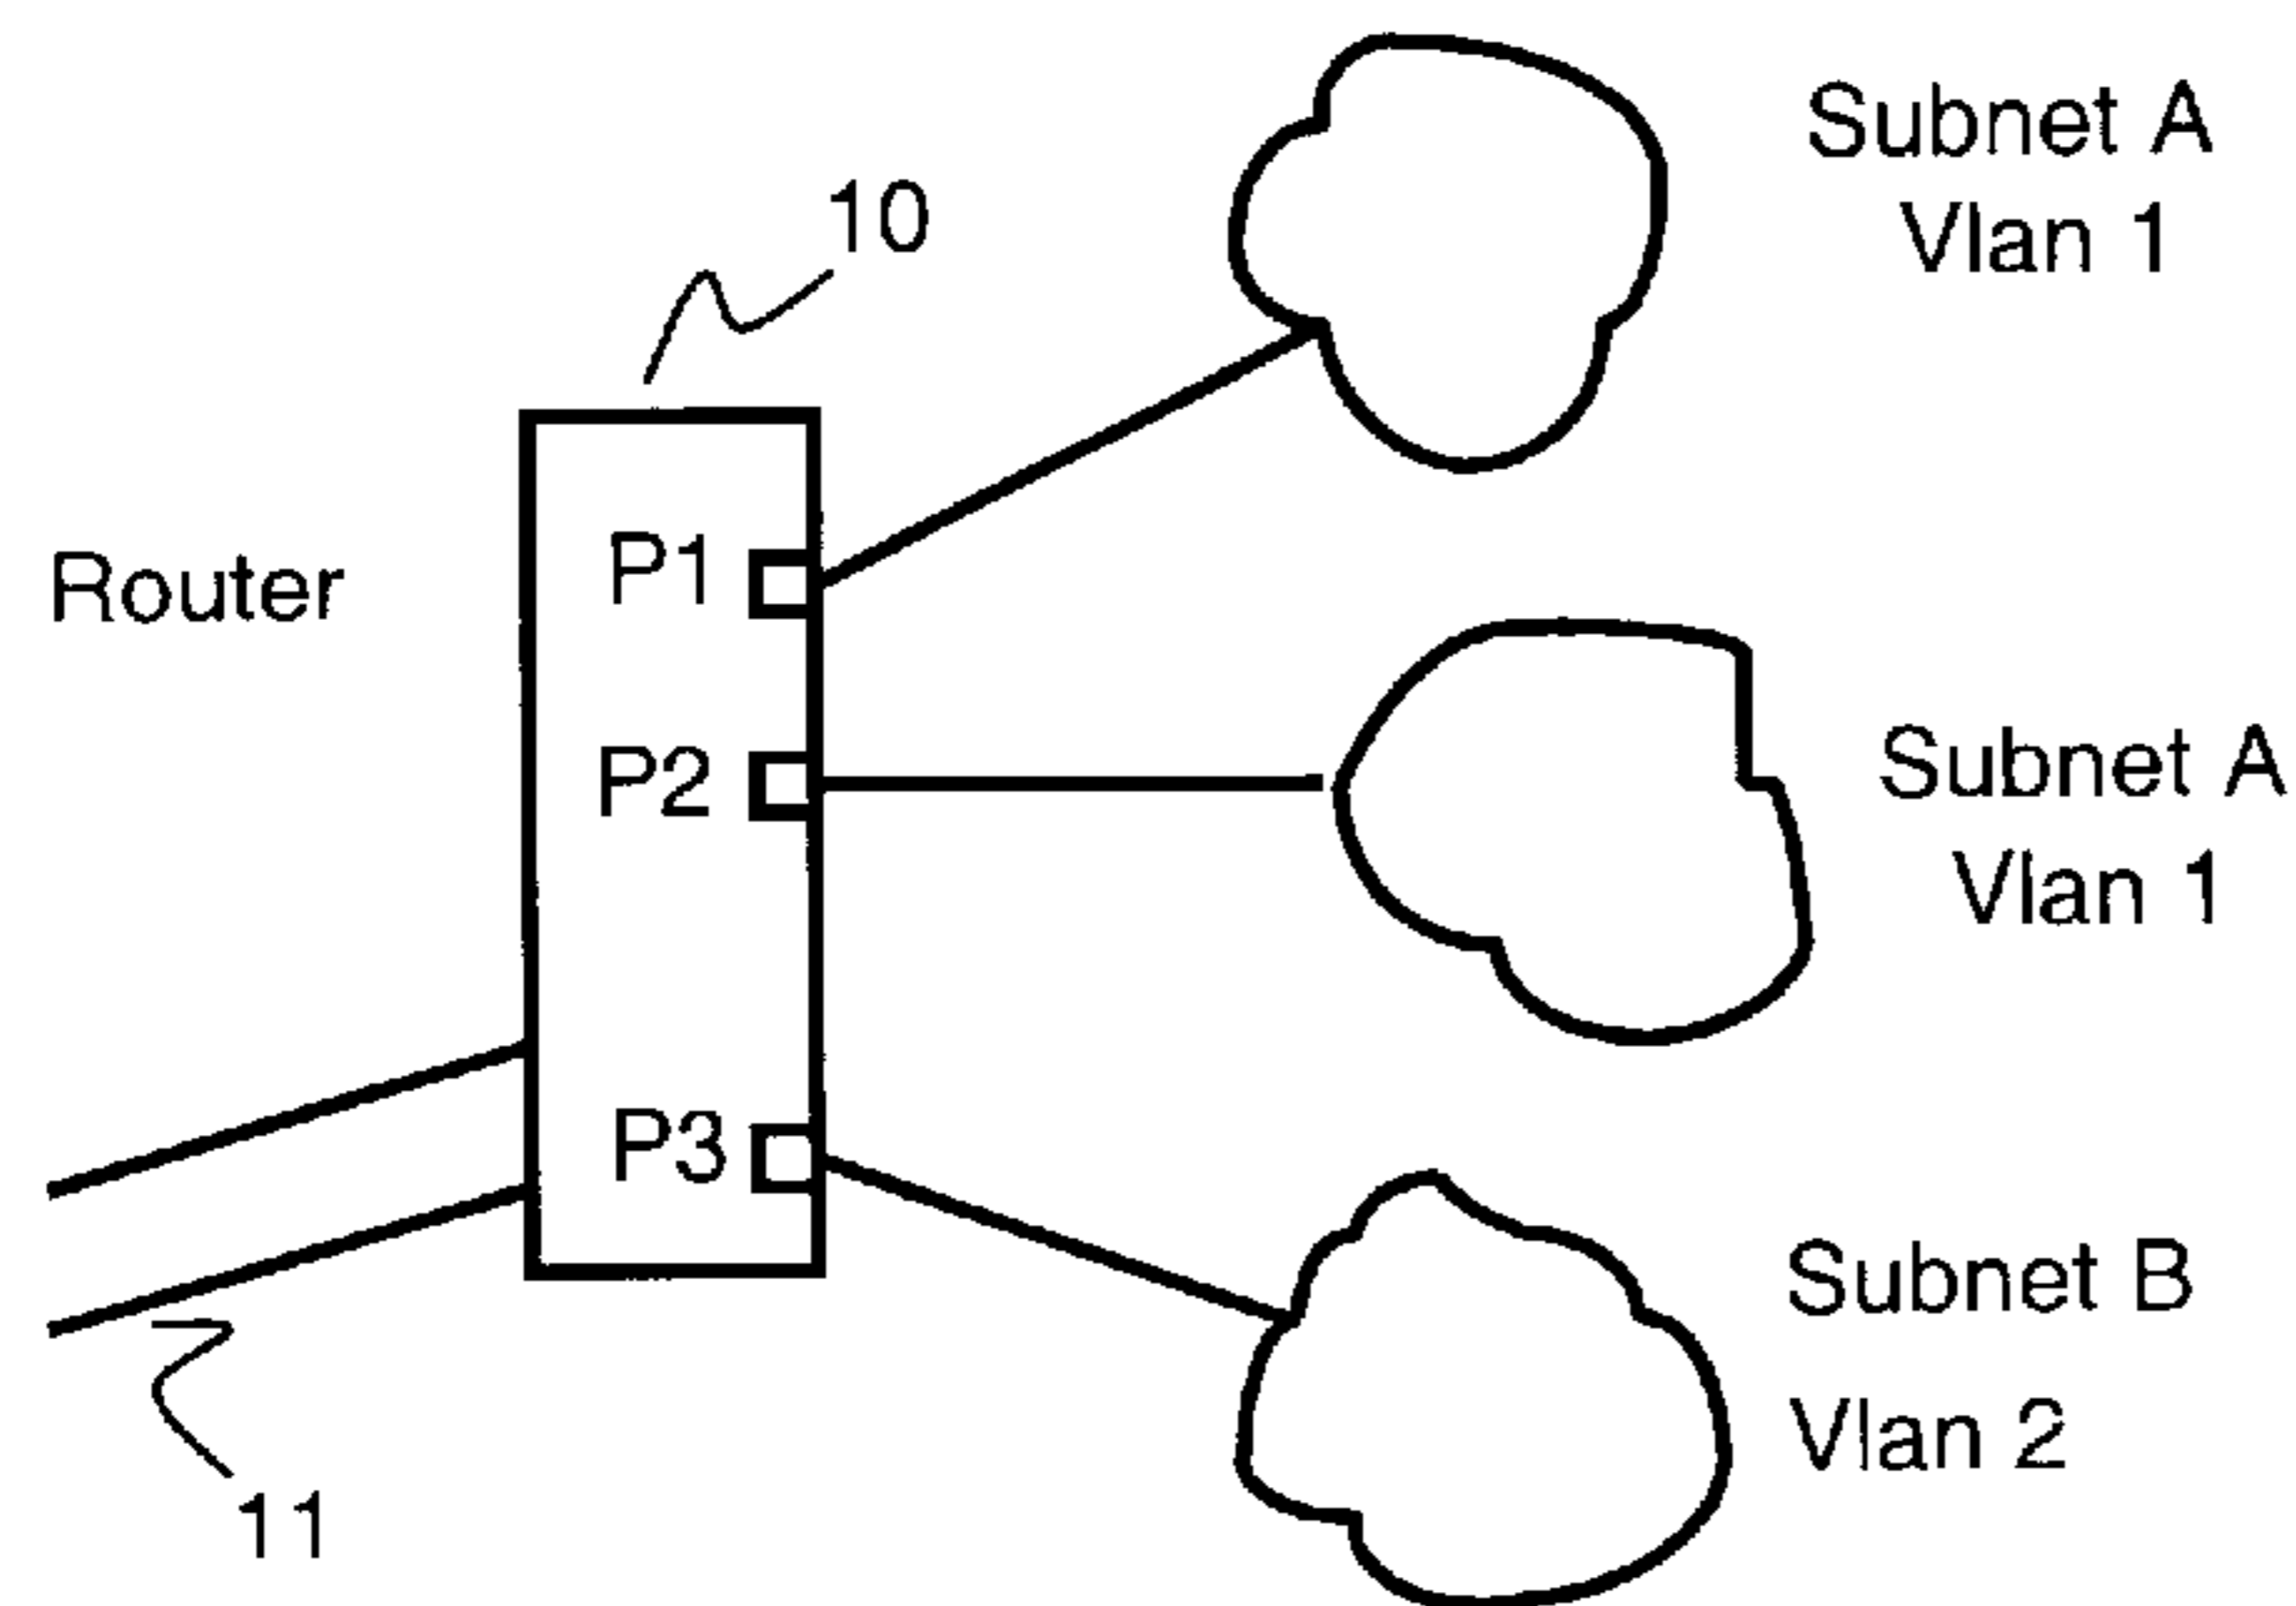 Subnet A
Vlan 1
10
Router
P1
P2
Subnet A
Vlan 1
P3
Subnet B
Vlan 2
11